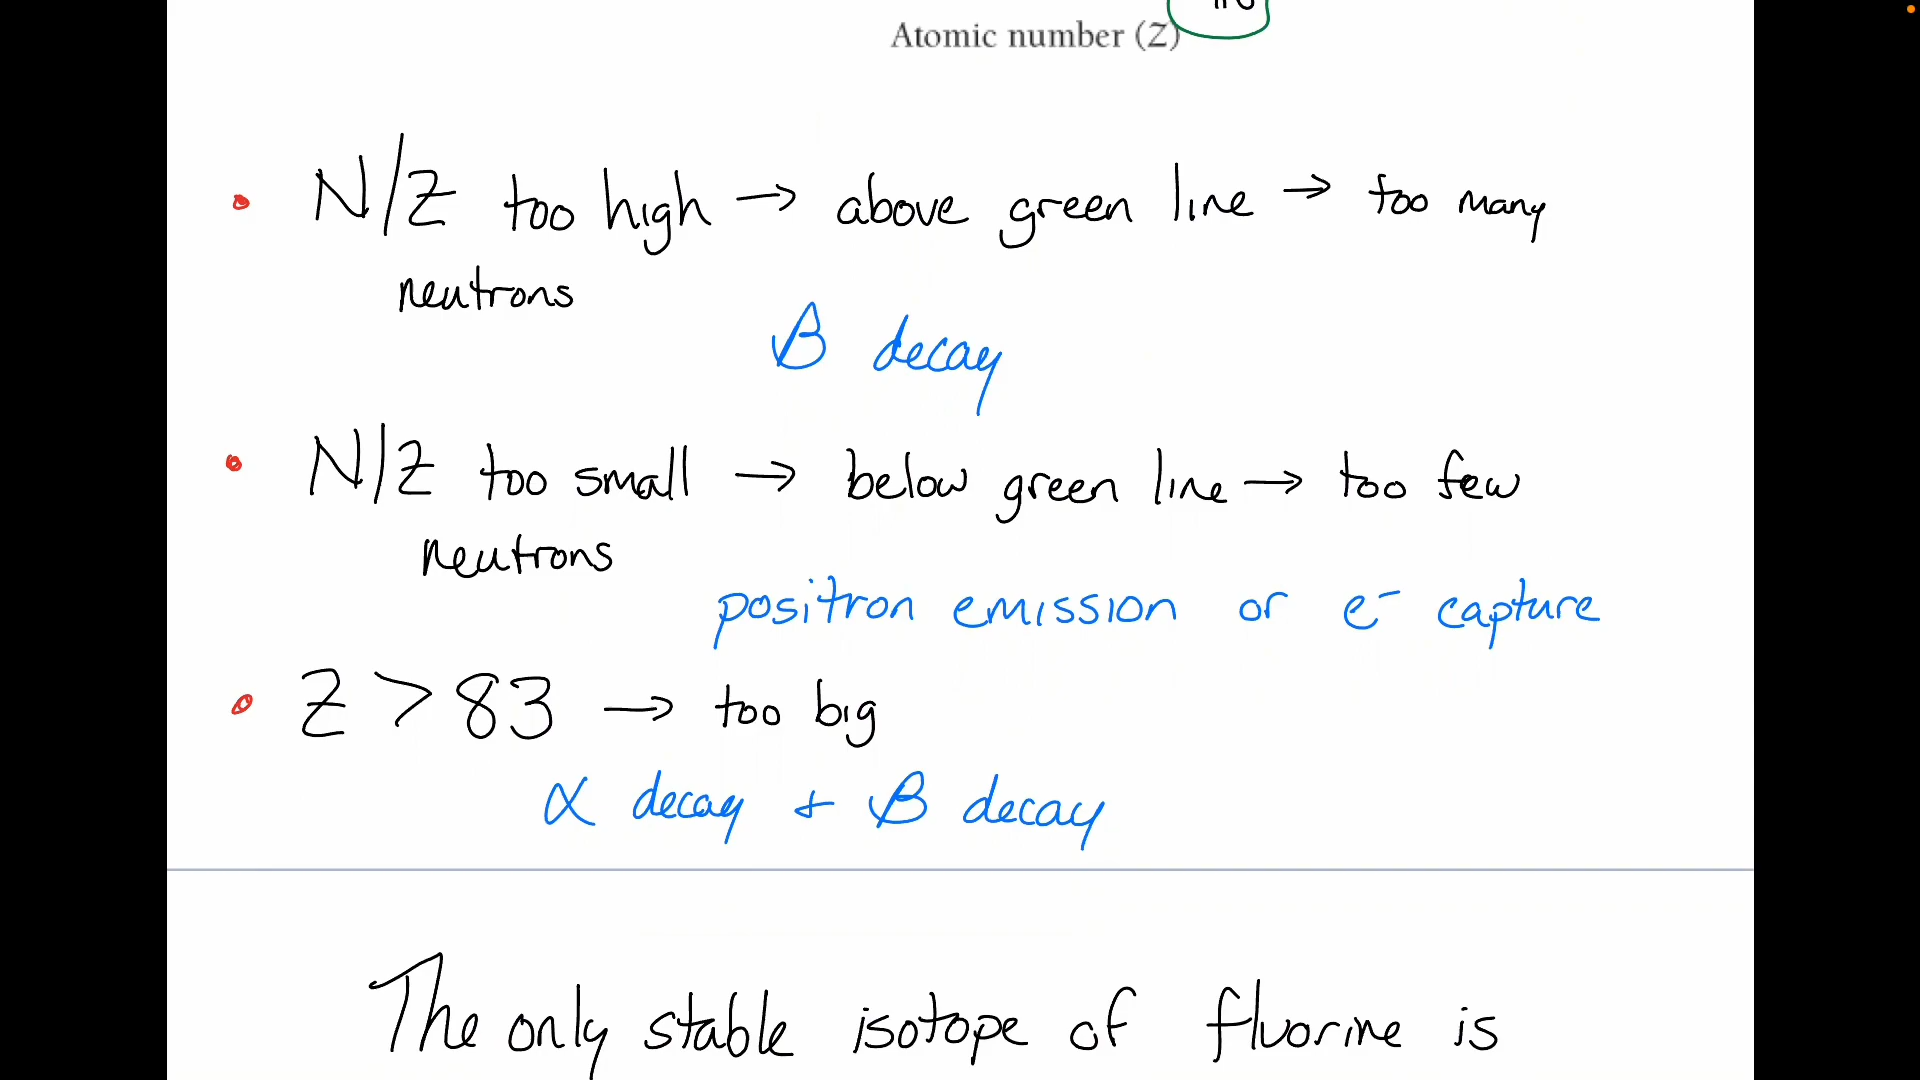 Atomic number (Z)
• N/Z too high → above green line → too many
neutrons
β decay
• N/Z too small → below green line → too few
neutrons
positron emission or e⁻ capture
• Z > 83 → too big
α decay + β decay
The only stable isotope of fluorine is